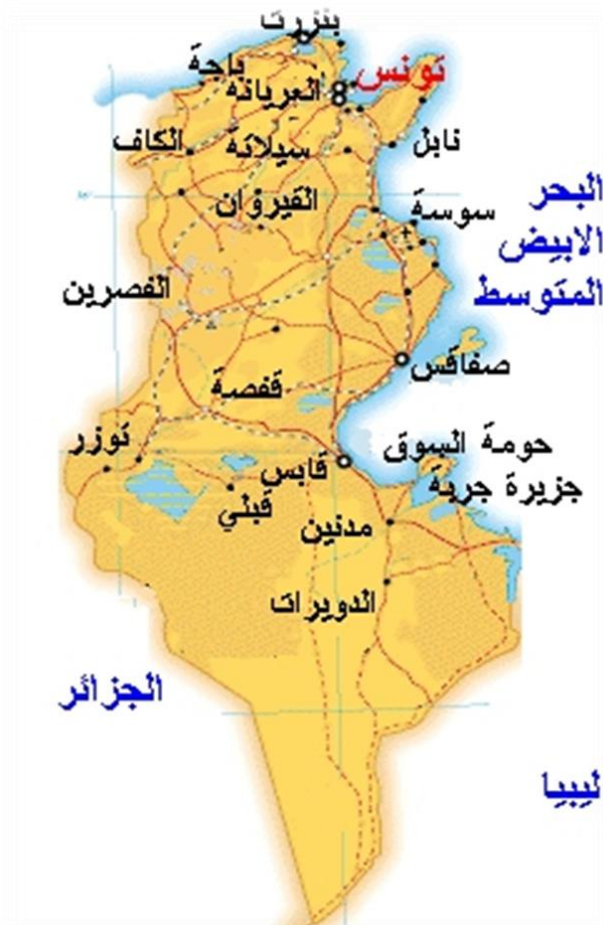 بنزرت
باجة
تونس
العريانة
الكاف
سيلانة
نابل
القيروان
سوسة
البحر
الابيض
المتوسط
القصرين
صفاقس
قفصة
توزر
حومة السوق
قابس
جزيرة جربة
قبلي
مدنين
الدويرات
الجزائر
ليبيا